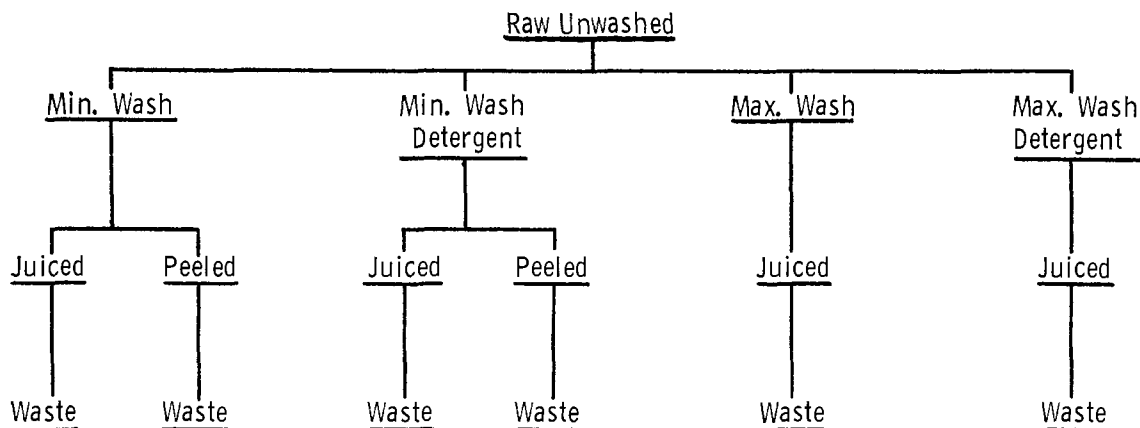 Raw Unwashed
Min. Wash
Min. Wash
Detergent
Max. Wash
Max. Wash
Detergent
Juiced
Peeled
Juiced
Peeled
Juiced
Juiced
Waste
Waste
Waste
Waste
Waste
Waste